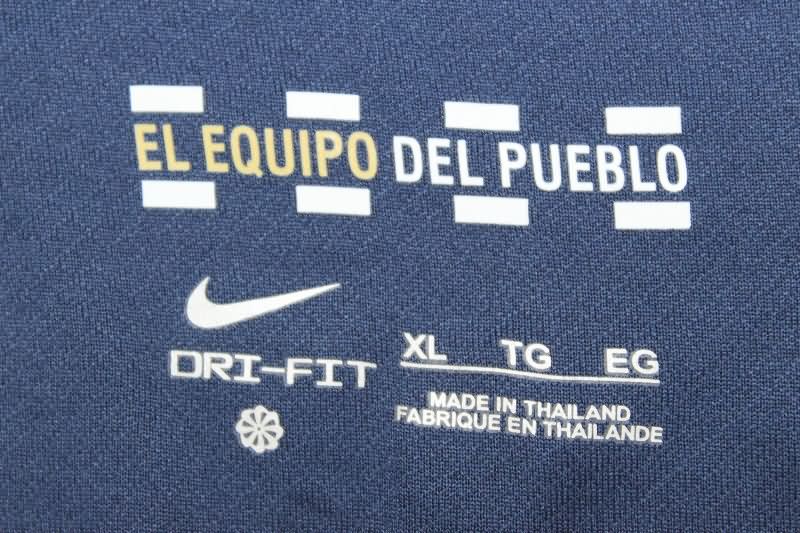 EL EQUIPO DEL PUEBLO
DRI-FIT
XL TG EG
MADE IN THAILAND
FABRIQUE EN THAILANDE